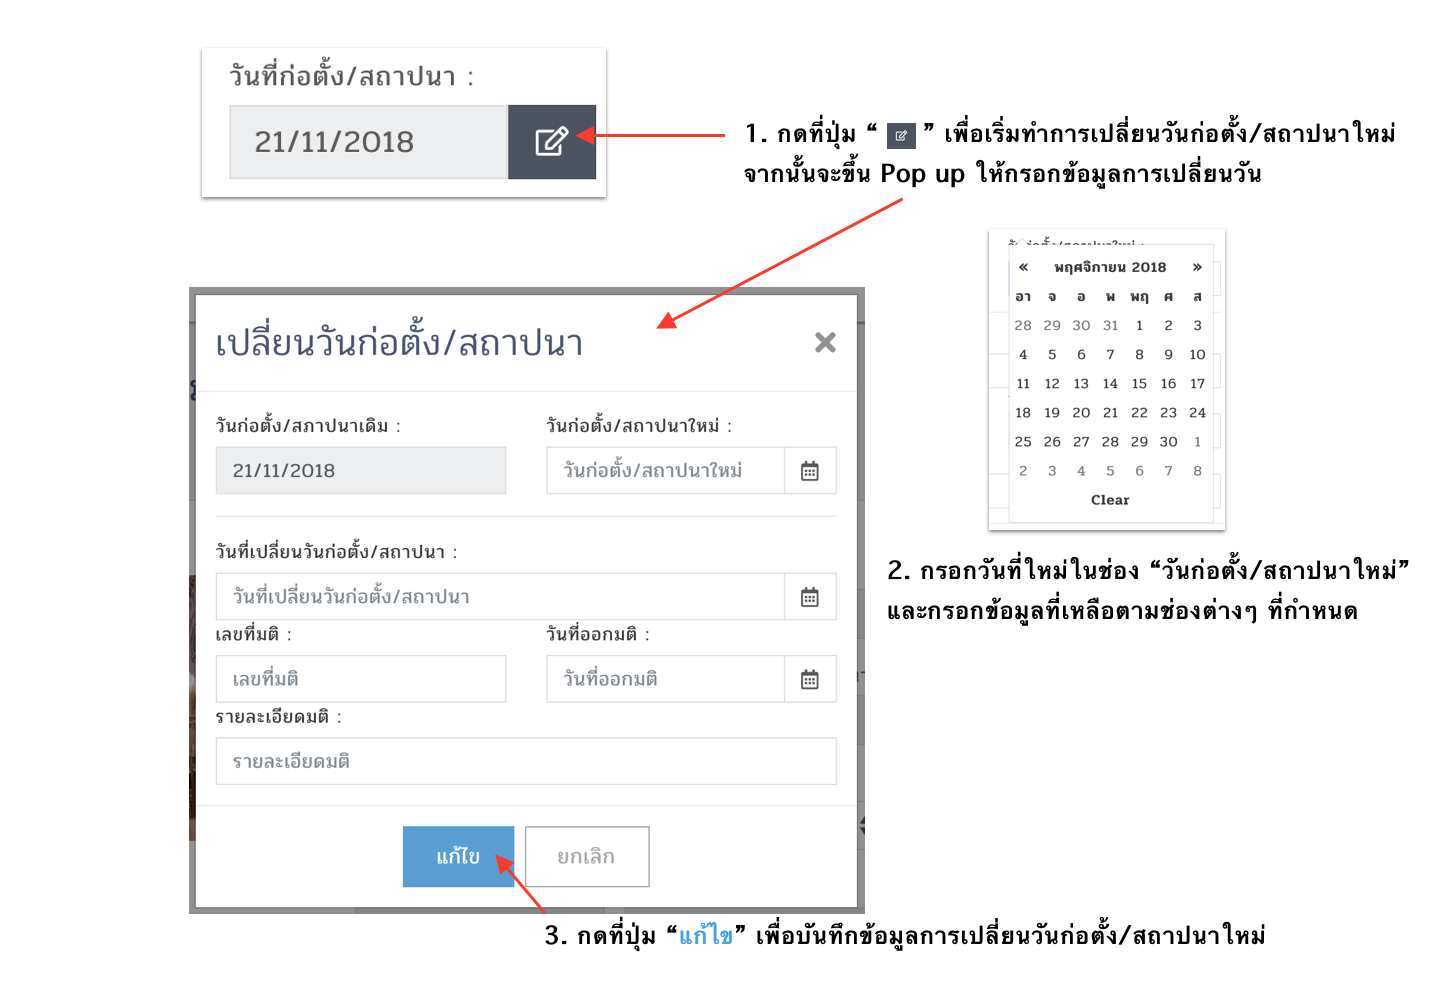 วันที่ก่อตั้ง/สถาปนา :
21/11/2018
1. กดที่ปุ่ม “ ” เพื่อเริ่มทำการเปลี่ยนวันก่อตั้ง/สถาปนาใหม่
จากนั้นจะขึ้น Pop up ให้กรอกข้อมูลการเปลี่ยนวัน
« พฤศจิกายน 2018 »
อา จ อ พ พฤ ศ ส
28 29 30 31 1 2 3
4 5 6 7 8 9 10
11 12 13 14 15 16 17
18 19 20 21 22 23 24
25 26 27 28 29 30 1
2 3 4 5 6 7 8
Clear
2. กรอกวันที่ใหม่ในช่อง “วันก่อตั้ง/สถาปนาใหม่”
และกรอกข้อมูลที่เหลือตามช่องต่างๆ ที่กำหนด
เปลี่ยนวันก่อตั้ง/สถาปนา
วันก่อตั้ง/สภาปนาเดิม :
วันก่อตั้ง/สถาปนาใหม่ :
21/11/2018
วันก่อตั้ง/สถาปนาใหม่
วันที่เปลี่ยนวันก่อตั้ง/สถาปนา :
วันที่เปลี่ยนวันก่อตั้ง/สถาปนา
เลขที่มติ :
วันที่ออกมติ :
เลขที่มติ
วันที่ออกมติ
รายละเอียดมติ :
รายละเอียดมติ
แก้ไข
ยกเลิก
3. กดที่ปุ่ม “แก้ไข” เพื่อบันทึกข้อมูลการเปลี่ยนวันก่อตั้ง/สถาปนาใหม่